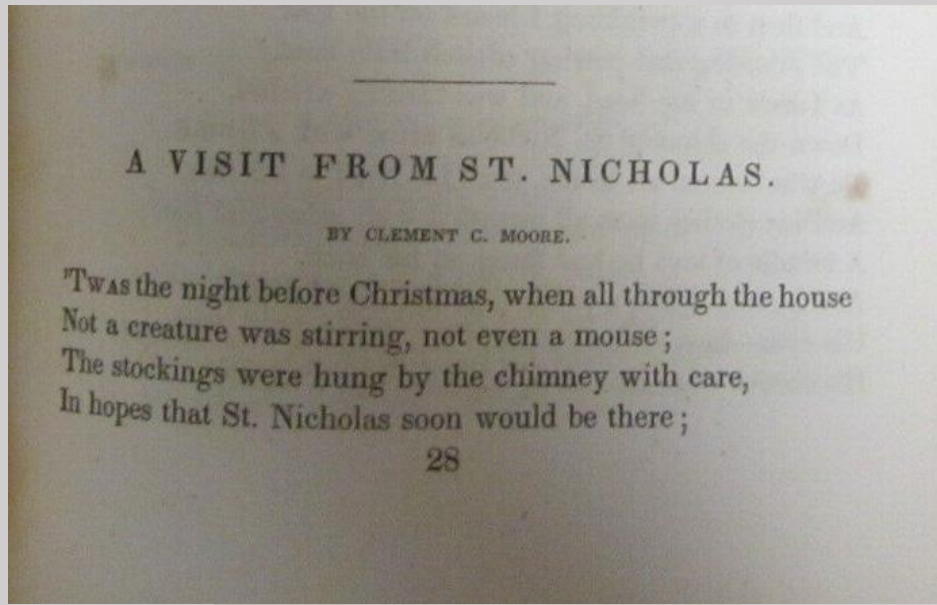 A VISIT FROM ST. NICHOLAS.
BY CLEMENT C. MOORE.
'TWAS the night before Christmas, when all through the house
Not a creature was stirring, not even a mouse;
The stockings were hung by the chimney with care,
In hopes that St. Nicholas soon would be there;
28